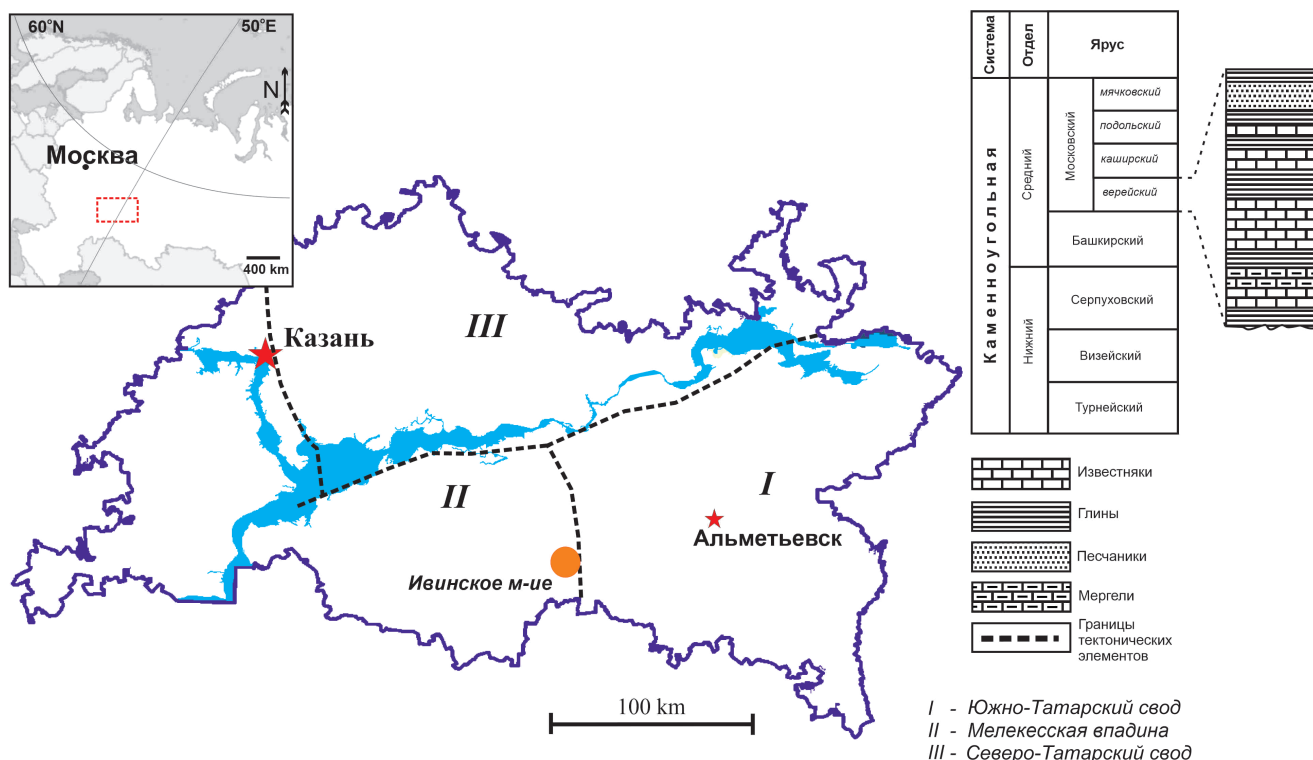 60°N
50°E
N
Москва
400 km
Казань
III
II
I
Альметьевск
Ивинское м-ие
100 km
Система
Отдел
Ярус
Каменноугольная
Средний
Нижний
Московский
мячковский
подольский
каширский
верейский
Башкирский
Серпуховский
Визейский
Турнейский
Известняки
Глины
Песчаники
Мергели
Границы
тектонических
элементов
I - Южно-Татарский свод
II - Мелекесская впадина
III - Северо-Татарский свод